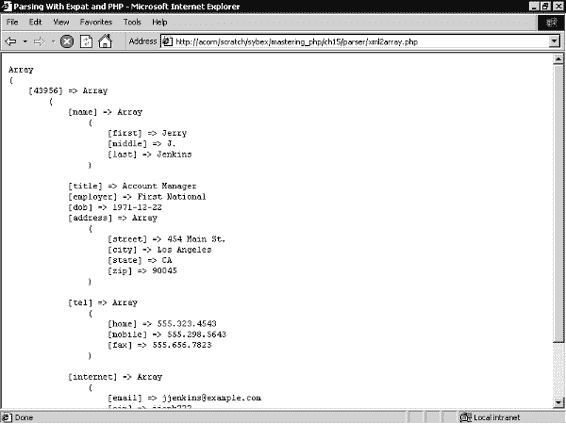 Parsing With Expat and PHP - Microsoft Internet Explorer
File Edit View Favorites Tools Help
Address http://acorn/scratch/sybex/mastering_php/ch15/parser/xml2array.php
Array
(
[43956] => Array
(
[name] => Array
(
[first] => Jerry
[middle] => J.
[last] => Jenkins
)
[title] => Account Manager
[employer] => First National
[dob] => 1971-12-22
[address] => Array
(
[street] => 454 Main St.
[city] => Los Angeles
[state] => CA
[zip] => 90045
)
[tel] => Array
(
[home] => 555.323.4543
[mobile] => 555.298.5643
[fax] => 555.656.7823
)
[internet] => Array
(
[email] => jjenkins@example.com
Done Local intranet